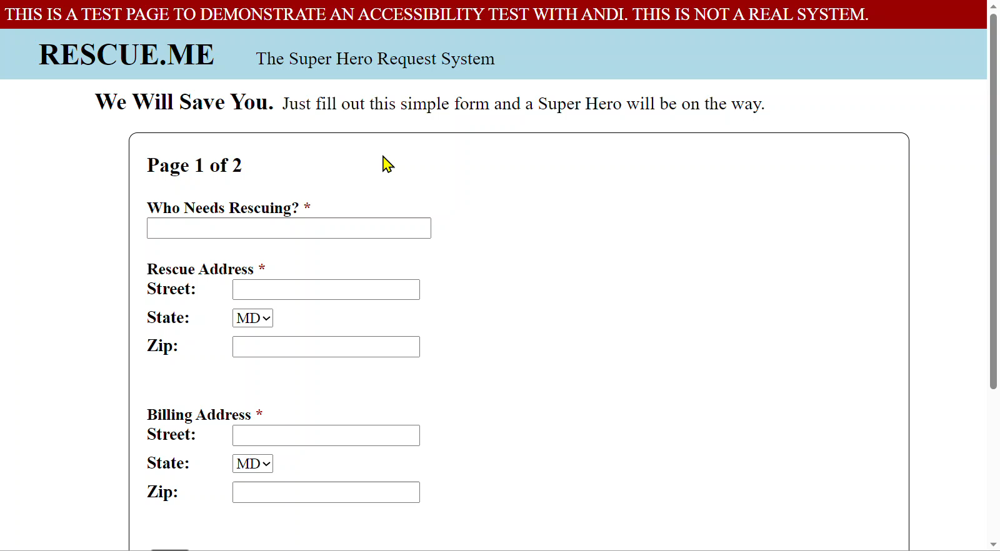 THIS IS A TEST PAGE TO DEMONSTRATE AN ACCESSIBILITY TEST WITH ANDI. THIS IS NOT A REAL SYSTEM.
RESCUE.ME The Super Hero Request System
We Will Save You. Just fill out this simple form and a Super Hero will be on the way.
Page 1 of 2
Who Needs Rescuing? *
Rescue Address *
Street:
State: MD
Zip:
Billing Address *
Street:
State: MD
Zip: